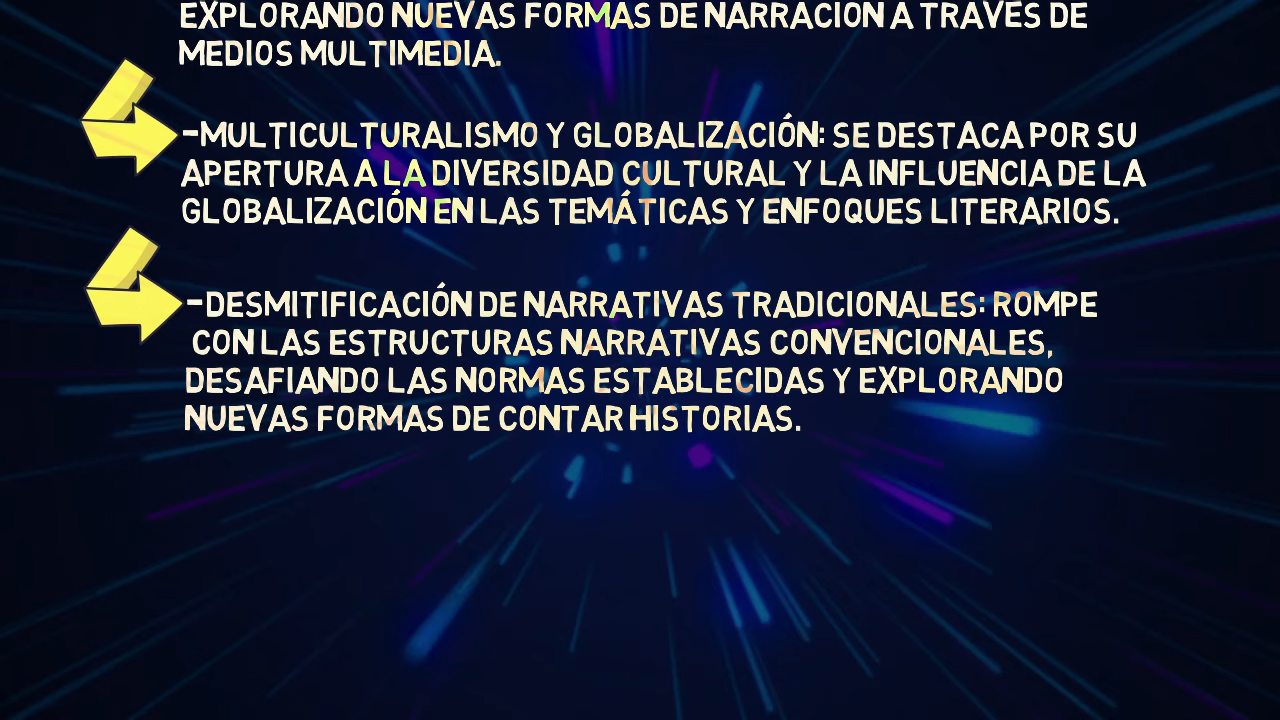 EXPLORANDO NUEVAS FORMAS DE NARRACIÓN A TRAVÉS DE
MEDIOS MULTIMEDIA.
-MULTICULTURALISMO Y GLOBALIZACIÓN: SE DESTACA POR SU
APERTURA A LA DIVERSIDAD CULTURAL Y LA INFLUENCIA DE LA
GLOBALIZACIÓN EN LAS TEMÁTICAS Y ENFOQUES LITERARIOS.
-DESMITIFICACIÓN DE NARRATIVAS TRADICIONALES: ROMPE
CON LAS ESTRUCTURAS NARRATIVAS CONVENCIONALES,
DESAFIANDO LAS NORMAS ESTABLECIDAS Y EXPLORANDO
NUEVAS FORMAS DE CONTAR HISTORIAS.